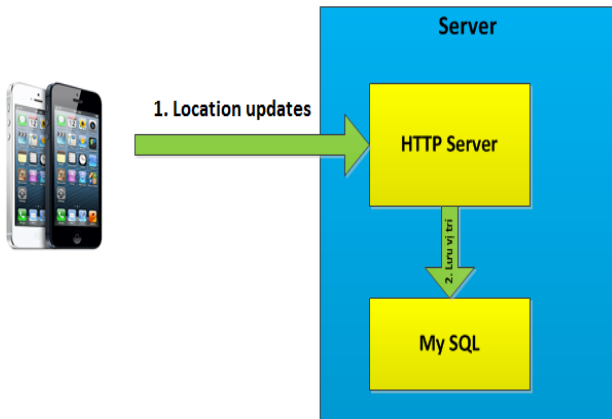 Server
1. Location updates
HTTP Server
2. Lưu vị trí
My SQL